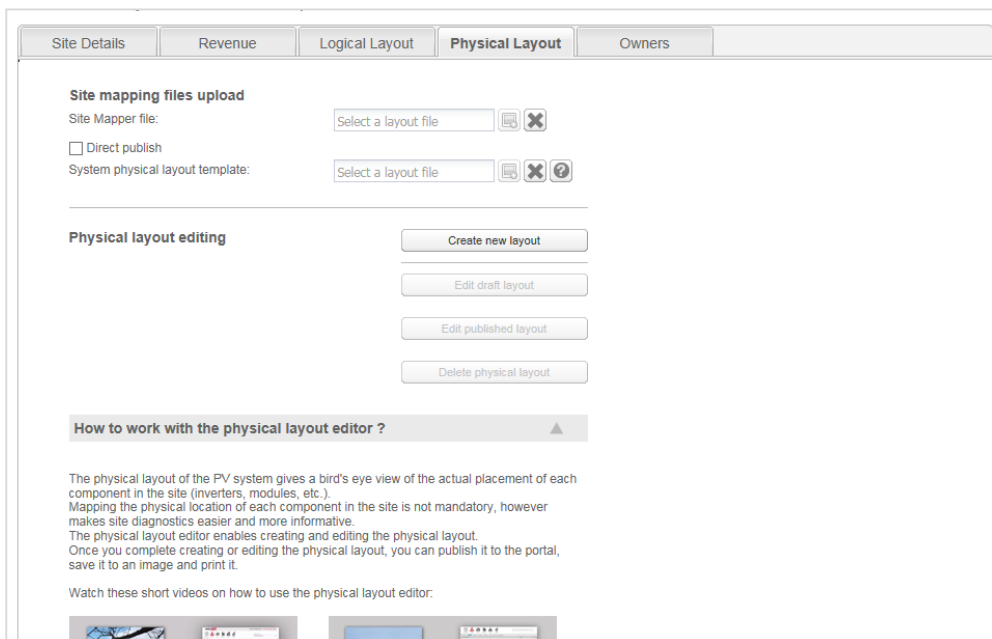 Site Details Revenue Logical Layout Physical Layout Owners
Site mapping files upload
Site Mapper file: Select a layout file
Direct publish
System physical layout template: Select a layout file
Physical layout editing Create new layout
Edit draft layout
Edit published layout
Delete physical layout
How to work with the physical layout editor ?
The physical layout of the PV system gives a bird's eye view of the actual placement of each
component in the site (inverters, modules, etc.).
Mapping the physical location of each component in the site is not mandatory, however
makes site diagnostics easier and more informative.
The physical layout editor enables creating and editing the physical layout.
Once you complete creating or editing the physical layout, you can publish it to the portal,
save it to an image and print it.
Watch these short videos on how to use the physical layout editor: